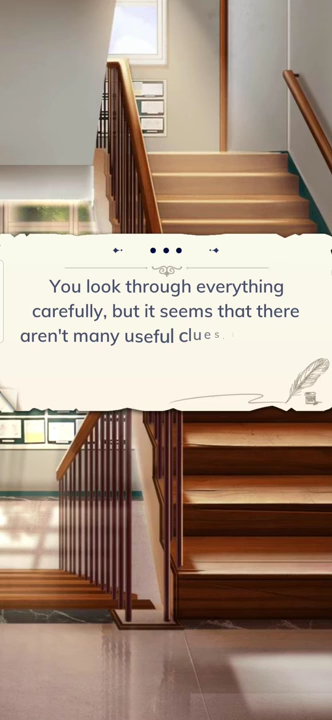 You look through everything
carefully, but it seems that there
aren't many useful clues.